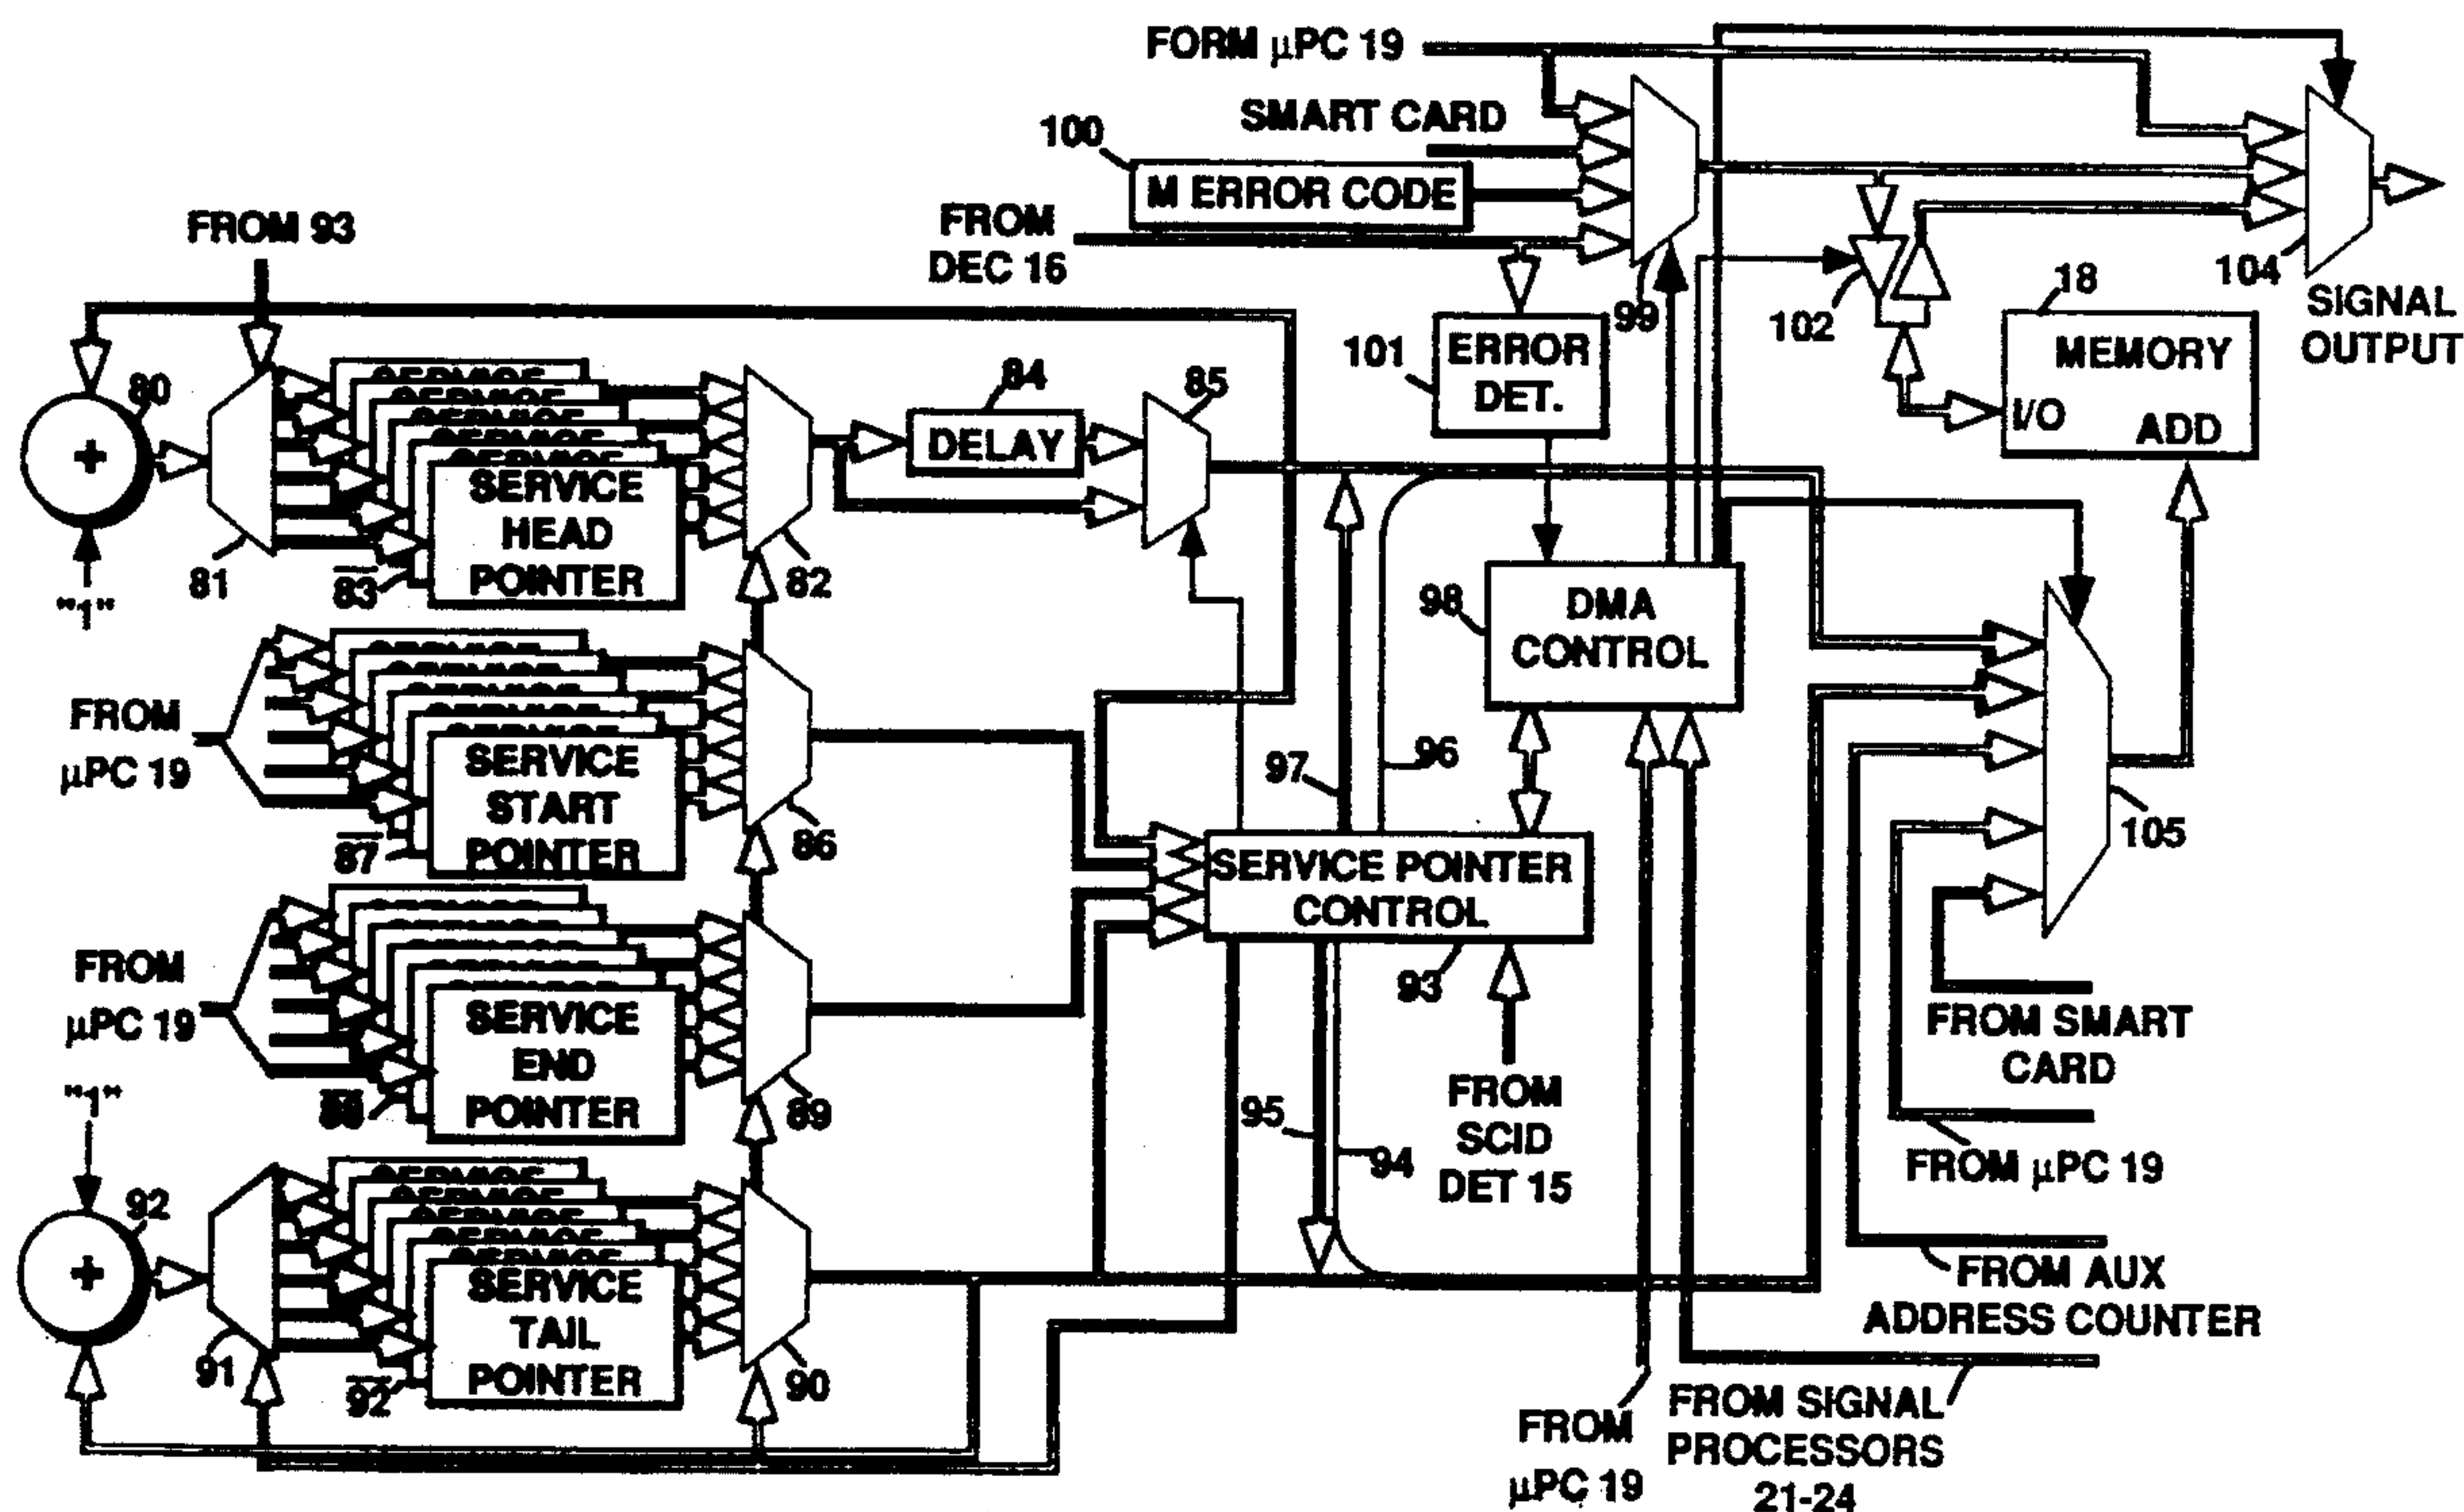 FORM µPC 19
SMART CARD
100
M ERROR CODE
FROM
DEC 16
FROM 93
99
101
ERROR
DET.
102
18
MEMORY
I/O
ADD
104
SIGNAL
OUTPUT
80
+
"1"
81
83
SERVICE
HEAD
POINTER
82
84
DELAY
85
FROM
µPC 19
87
SERVICE
START
POINTER
86
97
96
98
DMA
CONTROL
105
SERVICE POINTER
CONTROL
93
FROM
SCID
DET 15
95
94
FROM
µPC 19
SERVICE
END
POINTER
89
"1"
92
+
91
92
SERVICE
TAIL
POINTER
90
FROM SMART
CARD
FROM µPC 19
FROM AUX
ADDRESS COUNTER
FROM
µPC 19
FROM SIGNAL
PROCESSORS
21-24